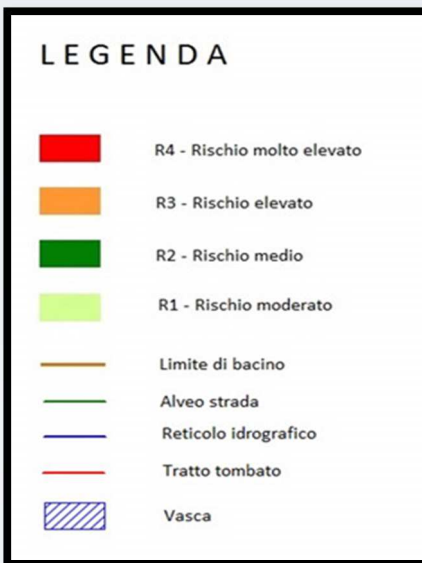 LEGENDA
R4 - Rischio molto elevato
R3 - Rischio elevato
R2 - Rischio medio
R1 - Rischio moderato
Limite di bacino
Alveo strada
Reticolo idrografico
Tratto tombato
Vasca